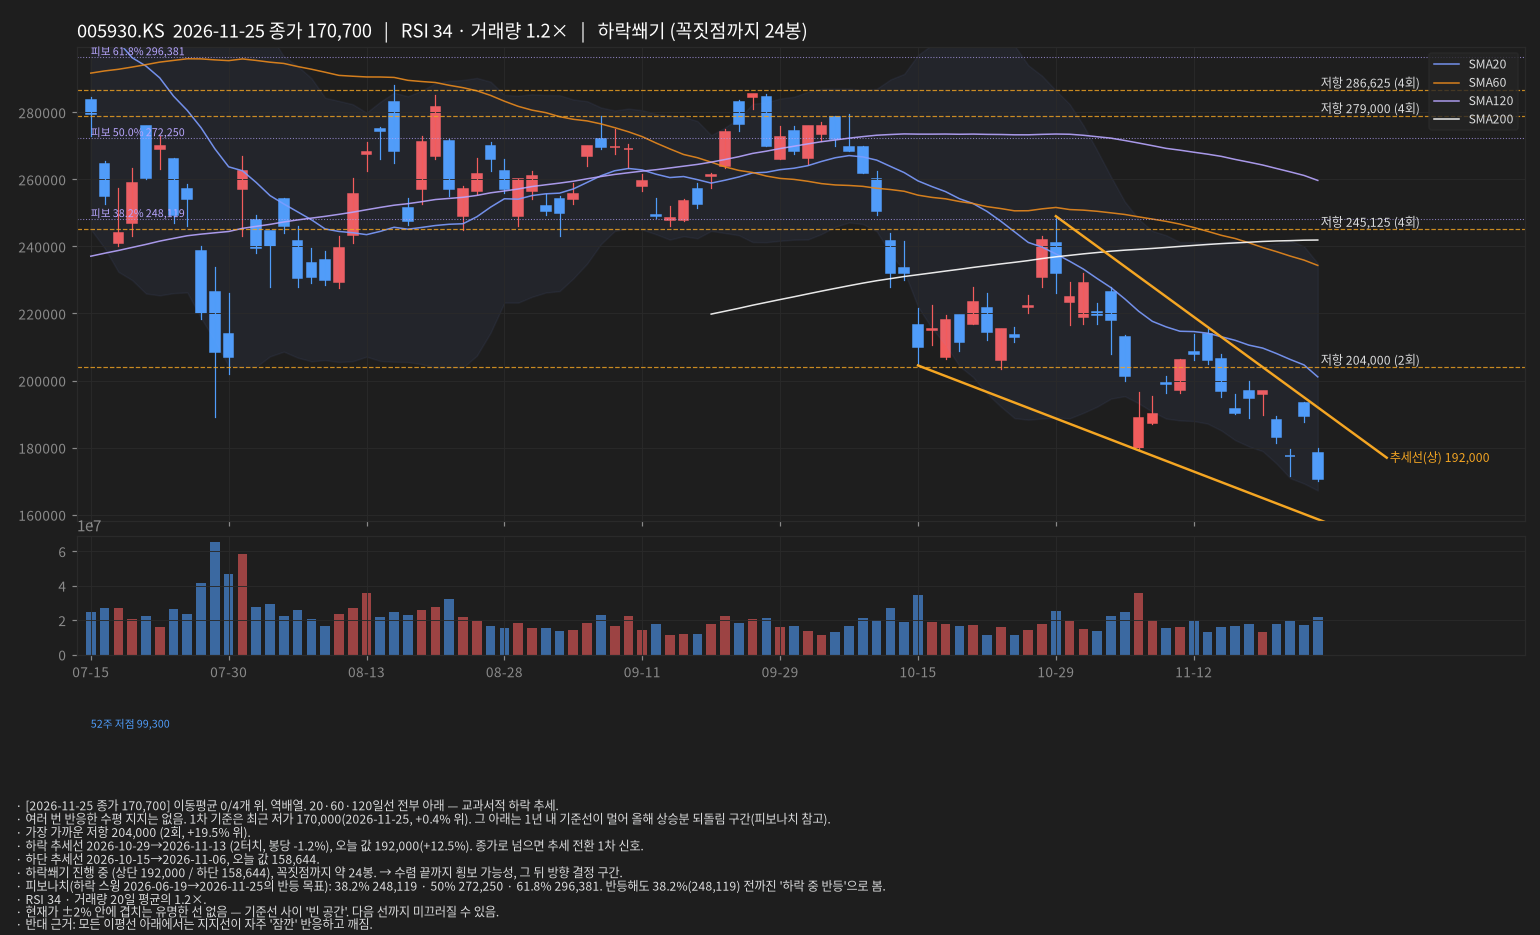 005930.KS 2026-11-25 종가 170,700 | RSI 34 · 거래량 1.2× | 하락쐐기 (꼭짓점까지 24봉)
피보 61.8% 296,381
SMA20
SMA60
SMA120
SMA200
저항 286,625 (4회)
저항 279,000 (4회)
280000
피보 50.0% 272,250
260000
피보 38.2% 248,119
저항 245,125 (4회)
240000
220000
저항 204,000 (2회)
200000
추세선(상) 192,000
180000
160000
1e7
6
4
2
0
07-15 07-30 08-13 08-28 09-11 09-29 10-15 10-29 11-12
52주 저점 99,300
· [2026-11-25 종가 170,700] 이동평균 0/4개 위. 역배열. 20·60·120일선 전부 아래 — 교과서적 하락 추세.
· 여러 번 반응한 수평 지지는 없음. 1차 기준은 최근 저가 170,000(2026-11-25, +0.4% 위). 그 아래는 1년 내 기준선이 멀어 올해 상승분 되돌림 구간(피보나치 참고).
· 가장 가까운 저항 204,000 (2회, +19.5% 위).
· 하락 추세선 2026-10-29→2026-11-13 (2터치, 봉당 -1.2%), 오늘 값 192,000(+12.5%). 종가로 넘으면 추세 전환 1차 신호.
· 하단 추세선 2026-10-15→2026-11-06, 오늘 값 158,644.
· 하락쐐기 진행 중 (상단 192,000 / 하단 158,644), 꼭짓점까지 약 24봉. → 수렴 끝까지 횡보 가능성, 그 뒤 방향 결정 구간.
· 피보나치(하락 스윙 2026-06-19→2026-11-25의 반등 목표): 38.2% 248,119 · 50% 272,250 · 61.8% 296,381. 반등해도 38.2%(248,119) 전까진 '하락 중 반등'으로 봄.
· RSI 34 · 거래량 20일 평균의 1.2×.
· 현재가 ±2% 안에 겹치는 유명한 선 없음 — 기준선 사이 '빈 공간'. 다음 선까지 미끄러질 수 있음.
· 반대 근거: 모든 이평선 아래에서는 지지선이 자주 '잠깐' 반응하고 깨짐.